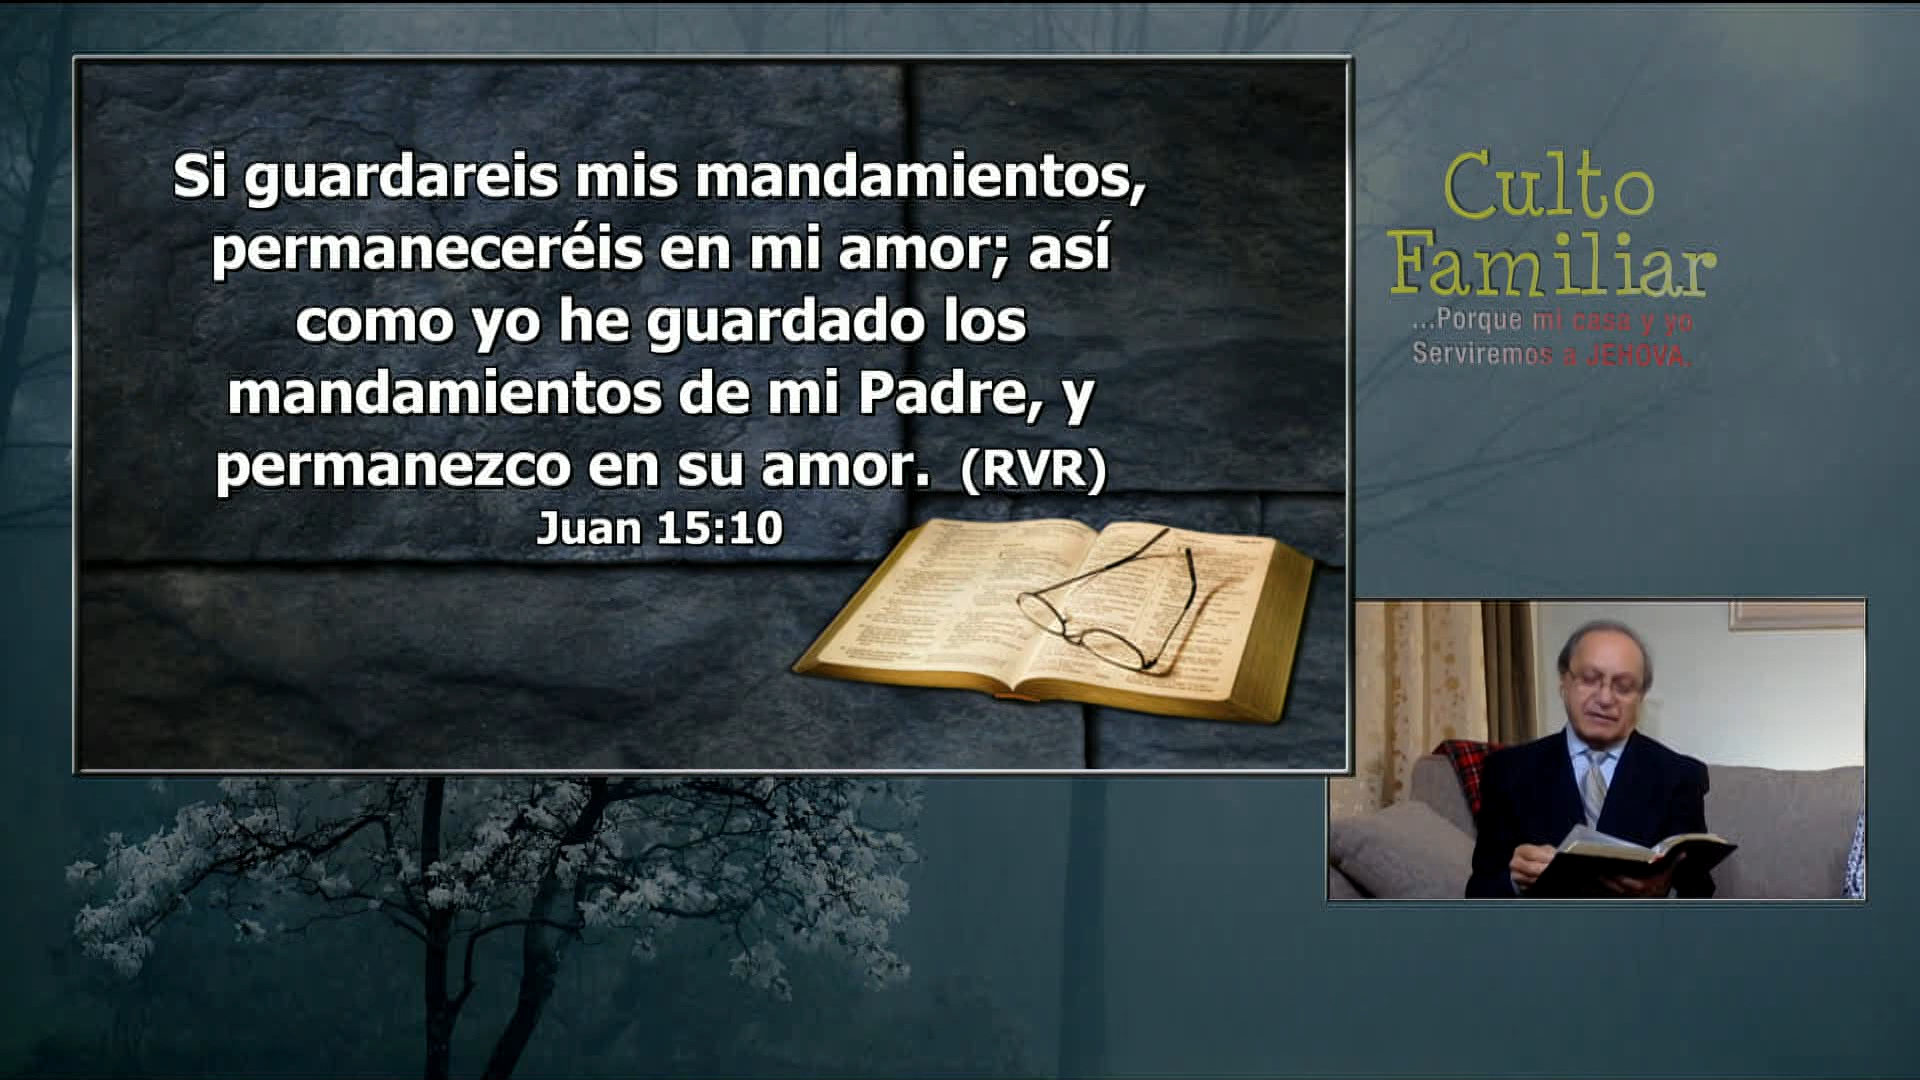 Si guardareis mis mandamientos,
permaneceréis en mi amor; así
como yo he guardado los
mandamientos de mi Padre, y
permanezco en su amor. (RVR)
Juan 15:10
Culto
Familiar
...Porque mi casa y yo
Serviremos a JEHOVA.